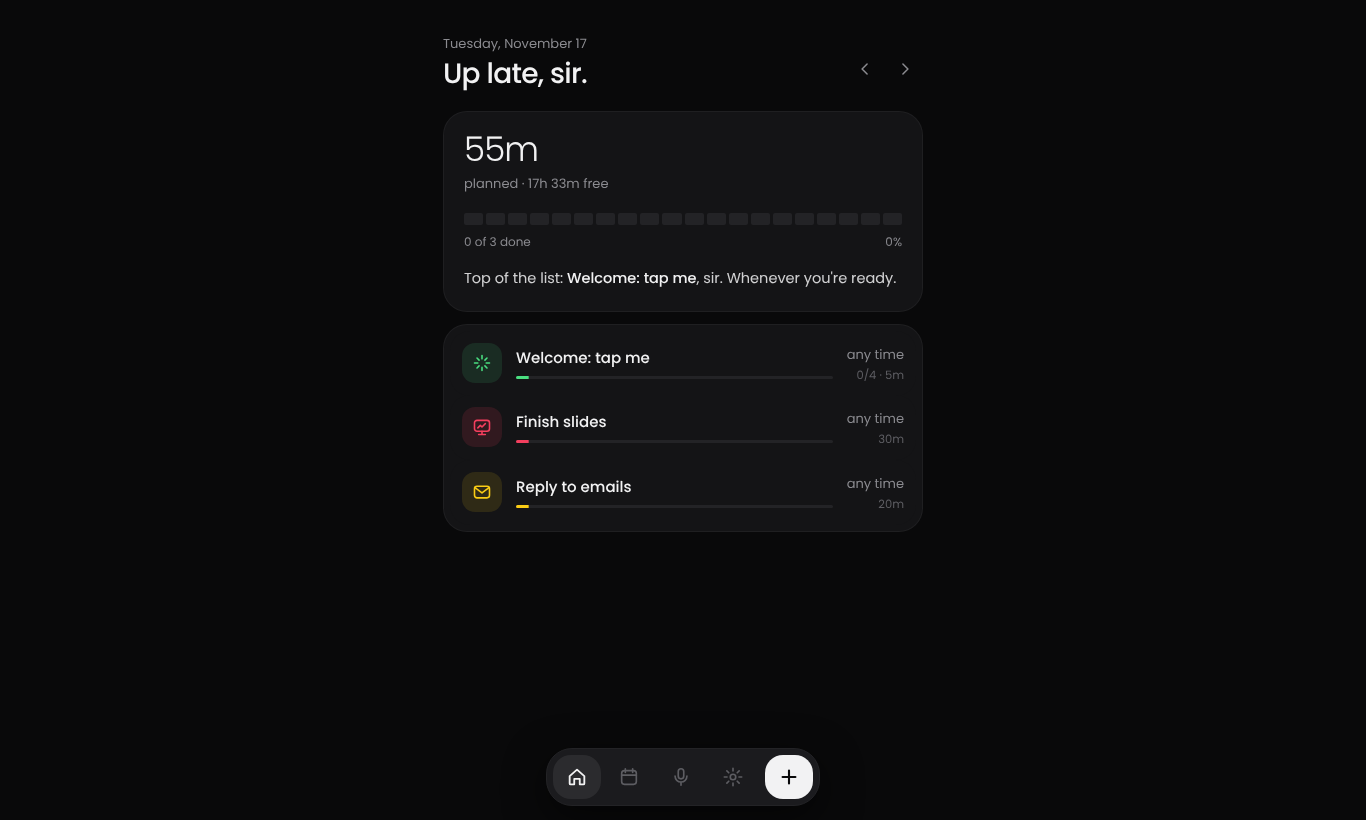 Tuesday, November 17
Up late, sir.
55m
planned · 17h 33m free
0 of 3 done 0%
Top of the list: Welcome: tap me, sir. Whenever you're ready.
Welcome: tap me any time
0/4 · 5m
Finish slides any time
30m
Reply to emails any time
20m